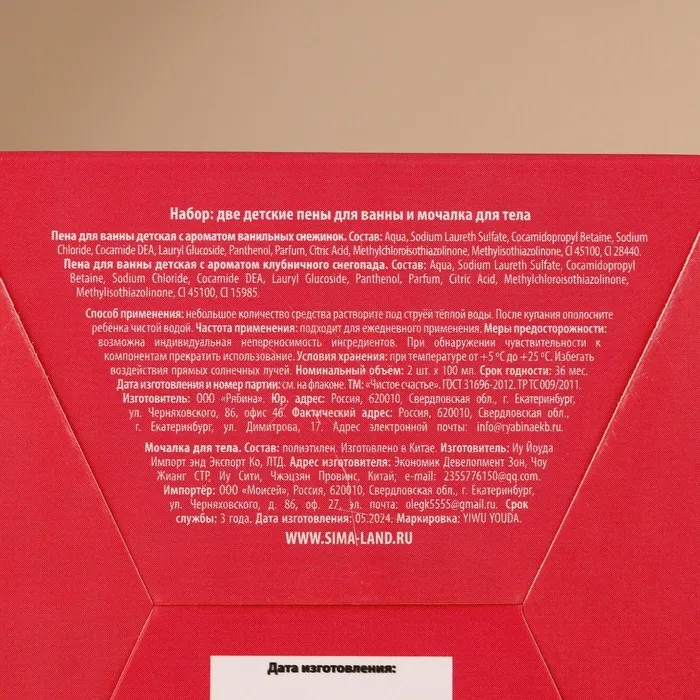 Набор: две детские пены для ванны и мочалка для тела
Пена для ванны детская с ароматом ванильных снежинок. Состав: Aqua, Sodium Laureth Sulfate, Cocamidopropyl Betaine, Sodium
Chloride, Cocamide DEA, Lauryl Glucoside, Panthenol, Parfum, Citric Acid, Methylchloroisothiazolinone, Methylisothiazolinone, CI 45100, CI 28440.
Пена для ванны детская с ароматом клубничного снегопада. Состав: Aqua, Sodium Laureth Sulfate, Cocamidopropyl
Betaine, Sodium Chloride, Cocamide DEA, Lauryl Glucoside, Panthenol, Parfum, Citric Acid, Methylchloroisothiazolinone,
Methylisothiazolinone, CI 45100, CI 15985.
Способ применения: небольшое количество средства растворите под струёй тёплой воды. После купания ополосните
ребёнка чистой водой. Частота применения: подходит для ежедневного применения. Меры предосторожности:
возможна индивидуальная непереносимость ингредиентов. При обнаружении чувствительности к
компонентам прекратить использование. Условия хранения: при температуре от +5 °С до +25 °С. Избегать
воздействия прямых солнечных лучей. Номинальный объём: 2 шт. х 100 мл. Срок годности: 36 мес.
Дата изготовления и номер партии: см. на флаконе. ТМ: «Чистое счастье». ГОСТ 31696-2012. ТР ТС 009/2011.
Изготовитель: ООО «Рябина». Юр. адрес: Россия, 620010, Свердловская обл., г. Екатеринбург,
ул. Черняховского, д. 86, офис 46. Фактический адрес: Россия, 620010, Свердловская обл.,
г. Екатеринбург, ул. Димитрова, 17. Адрес электронной почты: info@ryabinaekb.ru
Мочалка для тела. Состав: полиэтилен. Изготовлено в Китае. Изготовитель: Иу Йоуда
Импорт энд Экспорт Ко, ЛТД. Адрес изготовителя: Экономик Девелопмент Зон, Чоу
Жианг СТР, Иу Сити, Чжэцзян Провинс, Китай; e-mail: 2355776150@qq.com.
Импортёр: ООО «Моисей», Россия, 620010, Свердловская обл., г. Екатеринбург,
ул. Черняховского, д. 86, оф. 27, эл. почта: olegk5555@gmail.ru. Срок
службы: 3 года. Дата изготовления: 05.2024. Маркировка: YIWU YOUDA.
WWW.SIMA-LAND.RU
Дата изготовления: